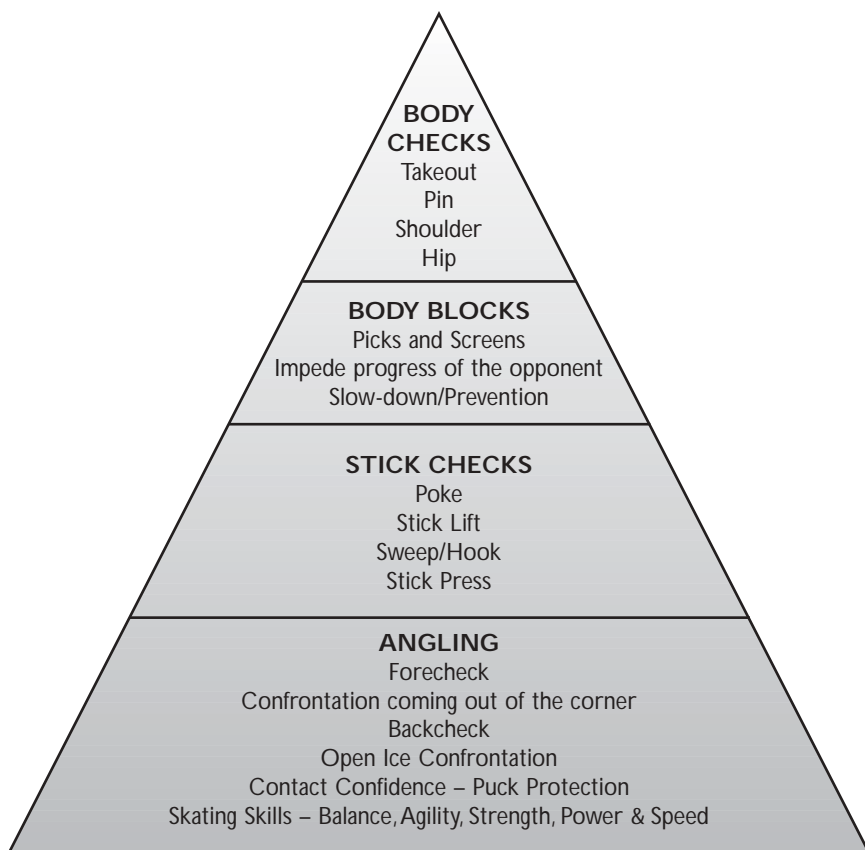 BODY
CHECKS
Takeout
Pin
Shoulder
Hip
BODY BLOCKS
Picks and Screens
Impede progress of the opponent
Slow-down/Prevention
STICK CHECKS
Poke
Stick Lift
Sweep/Hook
Stick Press
ANGLING
Forecheck
Confrontation coming out of the corner
Backcheck
Open Ice Confrontation
Contact Confidence – Puck Protection
Skating Skills – Balance, Agility, Strength, Power & Speed